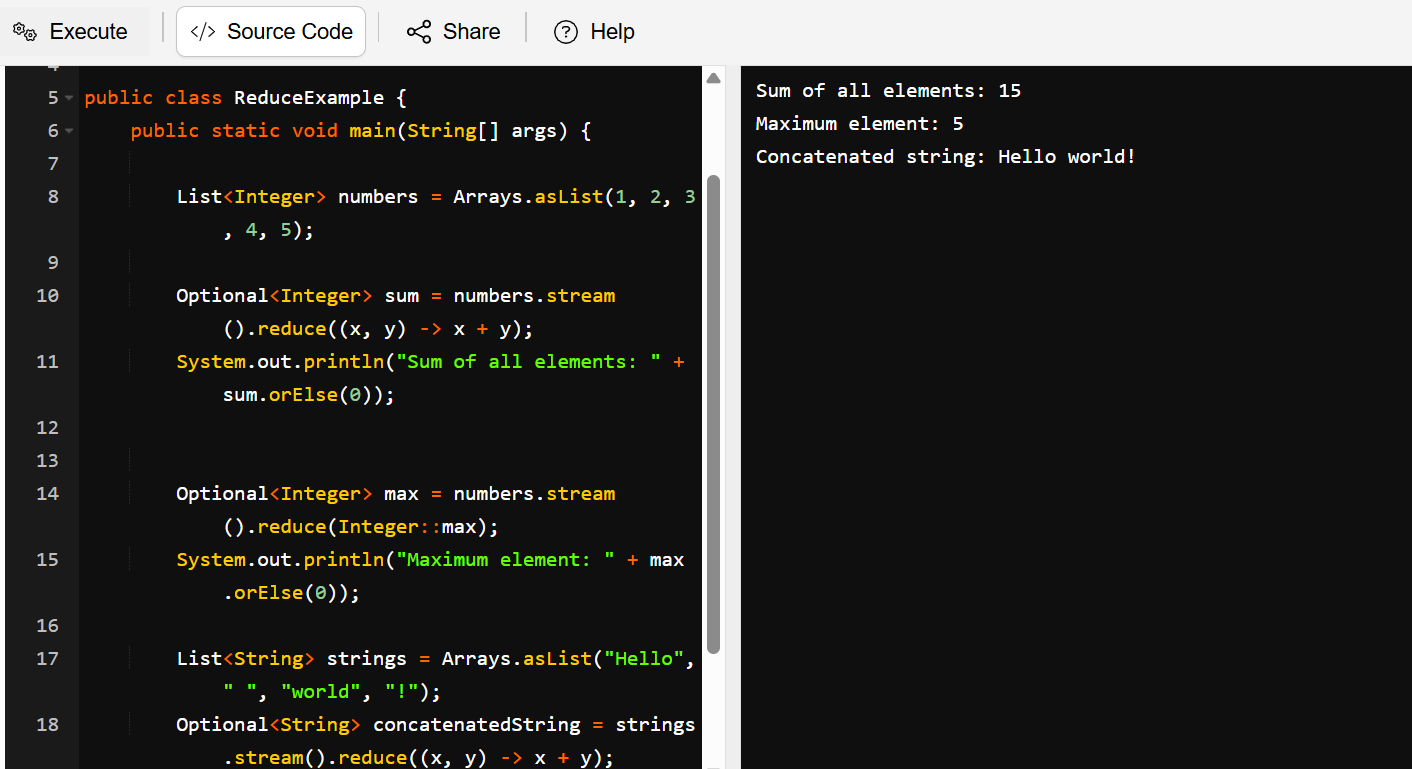 Execute
</> Source Code
Share
? Help
5 public class ReduceExample {
6 public static void main(String[] args) {
7
8 List<Integer> numbers = Arrays.asList(1, 2, 3
, 4, 5);
9
10 Optional<Integer> sum = numbers.stream
().reduce((x, y) -> x + y);
11 System.out.println("Sum of all elements: " +
sum.orElse(0));
12
13
14 Optional<Integer> max = numbers.stream
().reduce(Integer::max);
15 System.out.println("Maximum element: " + max
.orElse(0));
16
17 List<String> strings = Arrays.asList("Hello",
" ", "world", "!");
18 Optional<String> concatenatedString = strings
.stream().reduce((x, y) -> x + y);
Sum of all elements: 15
Maximum element: 5
Concatenated string: Hello world!